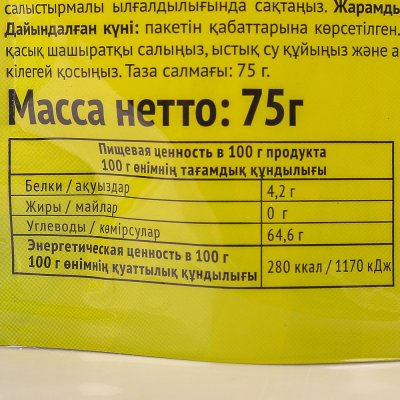 салыстырмалы ылғалдылығында сақтаңыз. Жарамды
Дайындалған күні: пакетін қабаттарына көрсетілген.
қасық шашыратқы салыңыз, ыстық су құйыңыз және а
кілегей қосыңыз. Таза салмағы: 75 г.
Масса нетто: 75г
Пищевая ценность в 100 г продукта
100 г өнімнің тағамдық құндылығы
Белки / ақуыздар 4,2 г
Жиры / майлар 0 г
Углеводы / көмірсулар 64,6 г
Энергетическая ценность в 100 г
100 г өнімнің қуаттылық құндылығы 280 ккал / 1170 кДж